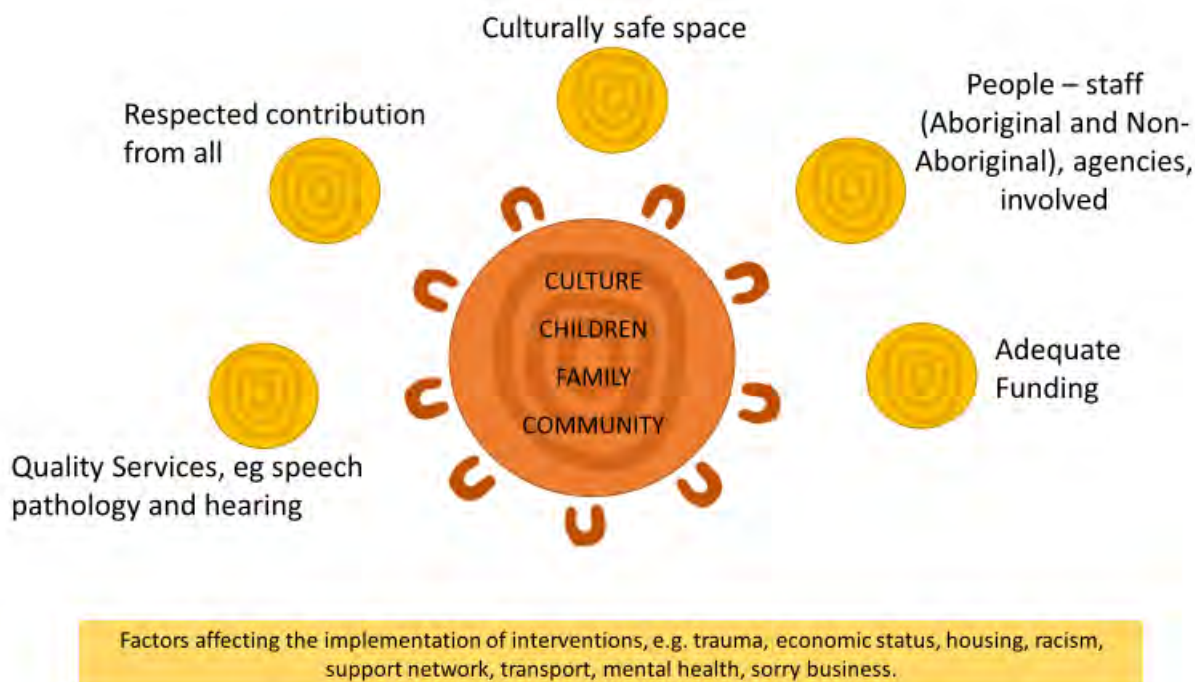 Culturally safe space
Respected contribution
from all
People – staff
(Aboriginal and Non-
Aboriginal), agencies,
involved
CULTURE
CHILDREN
FAMILY
COMMUNITY
Adequate
Funding
Quality Services, eg speech
pathology and hearing
Factors affecting the implementation of interventions, e.g. trauma, economic status, housing, racism,
support network, transport, mental health, sorry business.